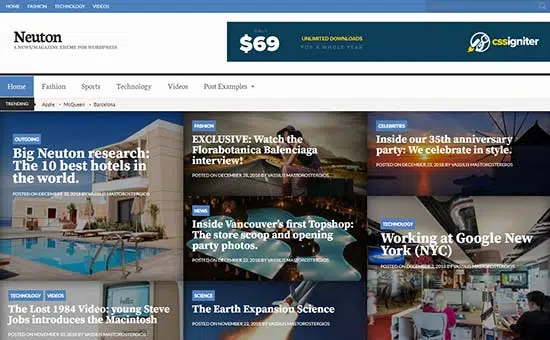 HOME FASHION TECHNOLOGY VIDEOS
Neuton
A NEWS/MAGAZINE THEME FOR WORDPRESS
ONLY
$69
UNLIMITED DOWNLOADS
FOR A WHOLE YEAR
cssigniter
Home Fashion Sports Technology Videos Post Examples
TRENDING Apple McQueen Barcelona
OUTGOING
Big Neuton research:
The 10 best hotels in
the world.
POSTED ON DECEMBER 30, 2018 BY VASSILIS MASTOROSTERGIOS
FASHION
EXCLUSIVE: Watch the
Florabotanica Balenciaga
interview!
POSTED ON DECEMBER 28, 2018 BY VASSILIS MASTOROSTERGIOS
CELEBRITIES
Inside our 35th anniversary
party: We celebrate in style.
POSTED ON DECEMBER 23, 2018 BY VASSILIS MASTOROSTERGIOS
NEWS
Inside Vancouver's first Topshop:
The store scoop and opening
party photos.
POSTED ON DECEMBER 22, 2018 BY VASSILIS MASTOROSTERGIOS
TECHNOLOGY
Working at Google New
York (NYC)
POSTED ON DECEMBER 2, 2018 BY VASSILIS MASTOROSTERGIOS
TECHNOLOGY VIDEOS
The Lost 1984 Video: young Steve
Jobs introduces the Macintosh
POSTED ON NOVEMBER 30, 2018 BY VASSILIS MASTOROSTERGIOS
SCIENCE
The Earth Expansion Science
POSTED ON NOVEMBER 22, 2018 BY VASSILIS MASTOROSTERGIOS